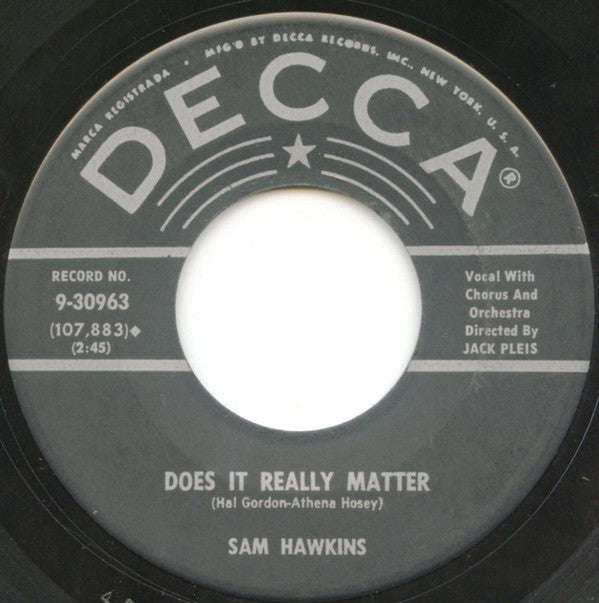 MARCA REGISTRADA • MF'G'D BY DECCA RECORDS, INC., NEW YORK, U. S. A.
DECCA®
RECORD NO.
9-30963
(107,883)◆
(2:45)
Vocal With
Chorus And
Orchestra
Directed By
JACK PLEIS
DOES IT REALLY MATTER
(Hal Gordon-Athena Hosey)
SAM HAWKINS